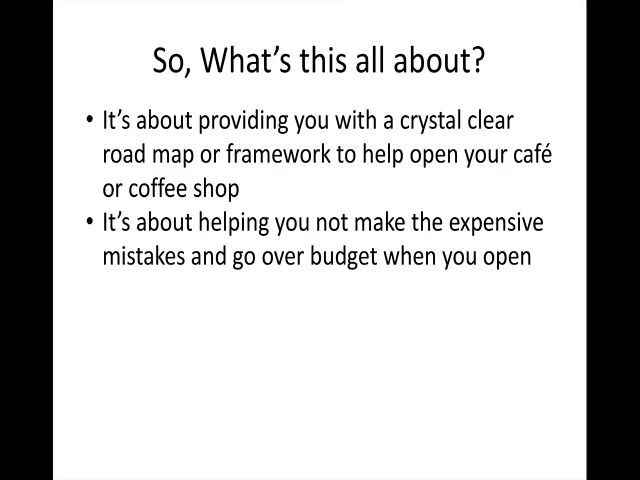 So, What's this all about?
• It's about providing you with a crystal clear
road map or framework to help open your café
or coffee shop
• It's about helping you not make the expensive
mistakes and go over budget when you open